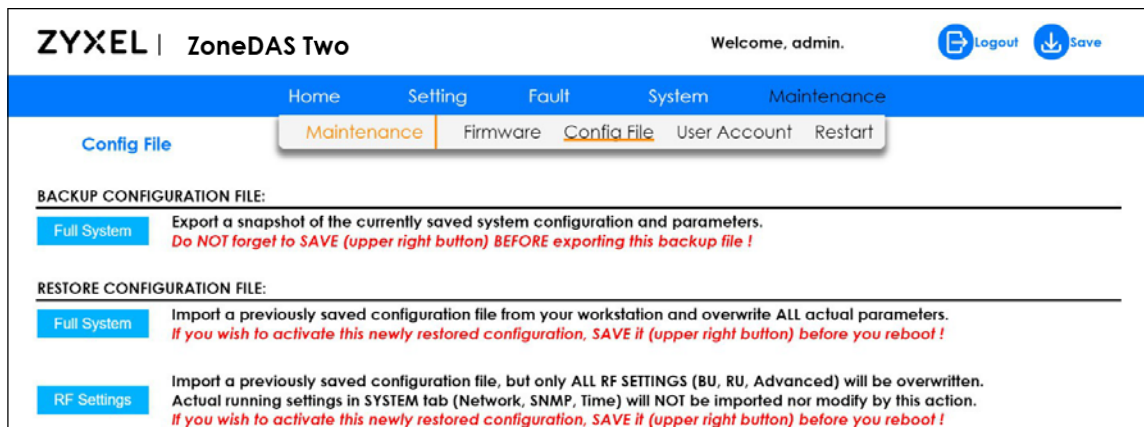 ZYXEL | ZoneDAS Two Welcome, admin. Logout Save
Home Setting Fault System Maintenance
Maintenance Firmware Config File User Account Restart
Config File
BACKUP CONFIGURATION FILE:
Full System
Export a snapshot of the currently saved system configuration and parameters.
Do NOT forget to SAVE (upper right button) BEFORE exporting this backup file !
RESTORE CONFIGURATION FILE:
Full System
Import a previously saved configuration file from your workstation and overwrite ALL actual parameters.
If you wish to activate this newly restored configuration, SAVE it (upper right button) before you reboot !
RF Settings
Import a previously saved configuration file, but only ALL RF SETTINGS (BU, RU, Advanced) will be overwritten.
Actual running settings in SYSTEM tab (Network, SNMP, Time) will NOT be imported nor modify by this action.
If you wish to activate this newly restored configuration, SAVE it (upper right button) before you reboot !